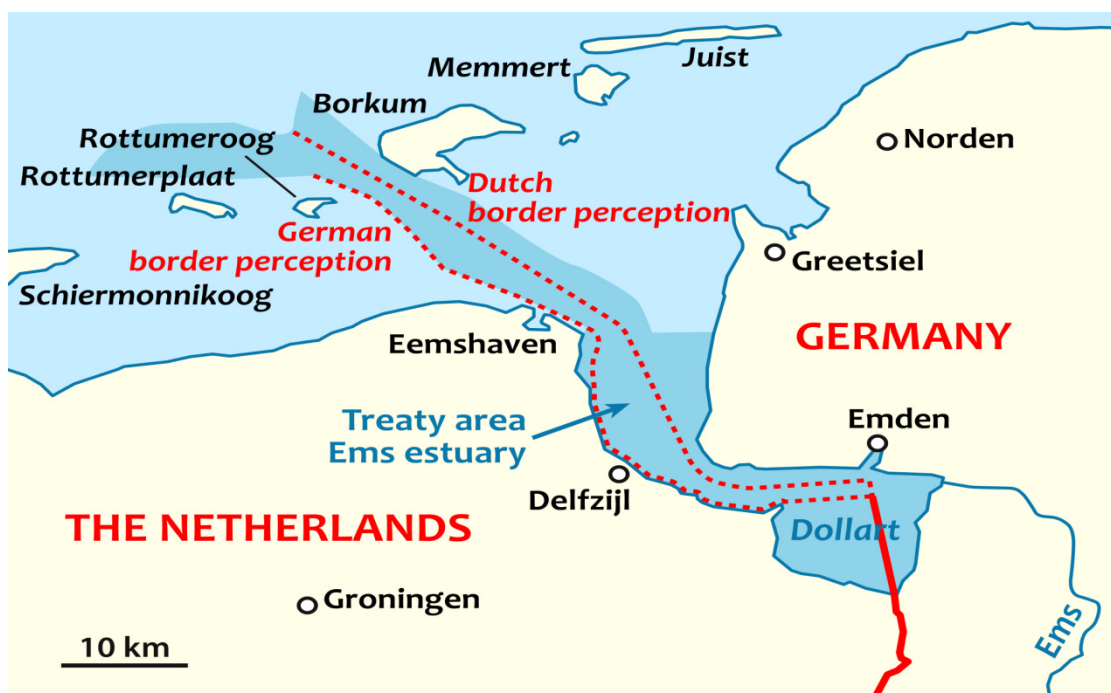 Juist
Memmert
Borkum
Rottumeroog
Norden
Rottumerplaat
Dutch
border perception
German
border perception
Greetsiel
Schiermonnikoog
Eemshaven
GERMANY
Treaty area
Ems estuary
Emden
Delfzijl
THE NETHERLANDS
Dollart
Groningen
Ems
10 km